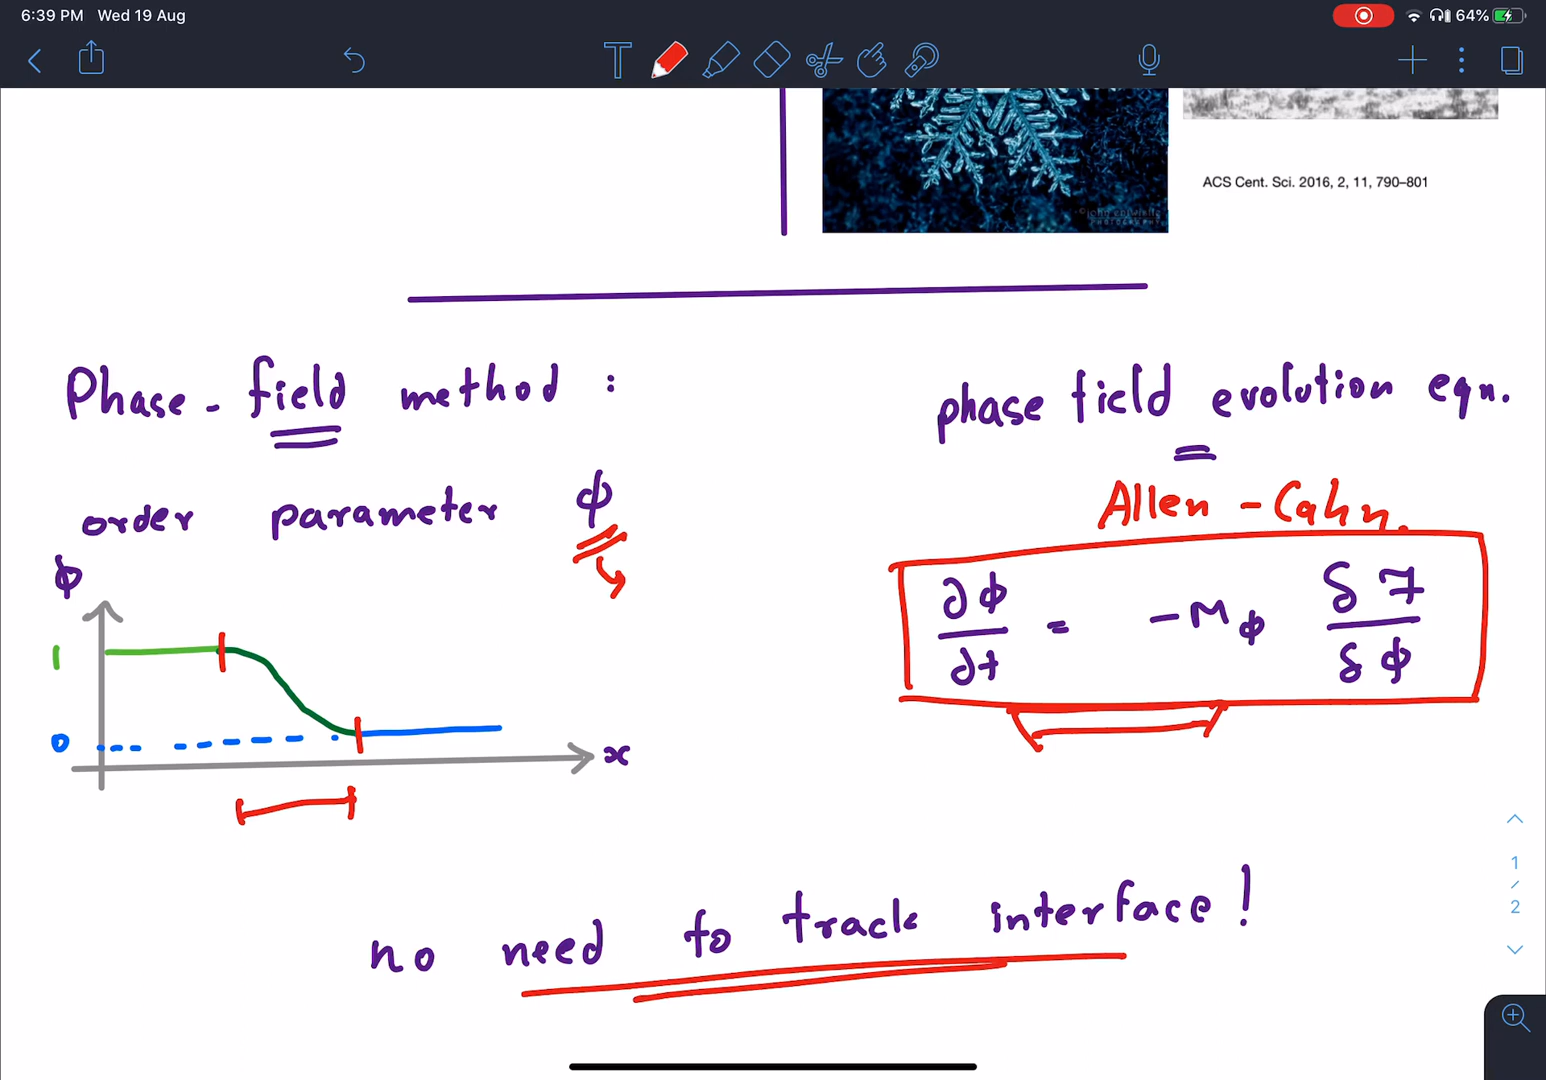 6:39 PM Wed 19 Aug
64%
ACS Cent. Sci. 2016, 2, 11, 790–801
Phase - field method :
phase field evolution eqn.
order parameter ϕ
Allen - Cahn.
ϕ
∂ϕ/∂t = -M_ϕ δF/δϕ
1
0
x
no need to track interface!
1
/
2